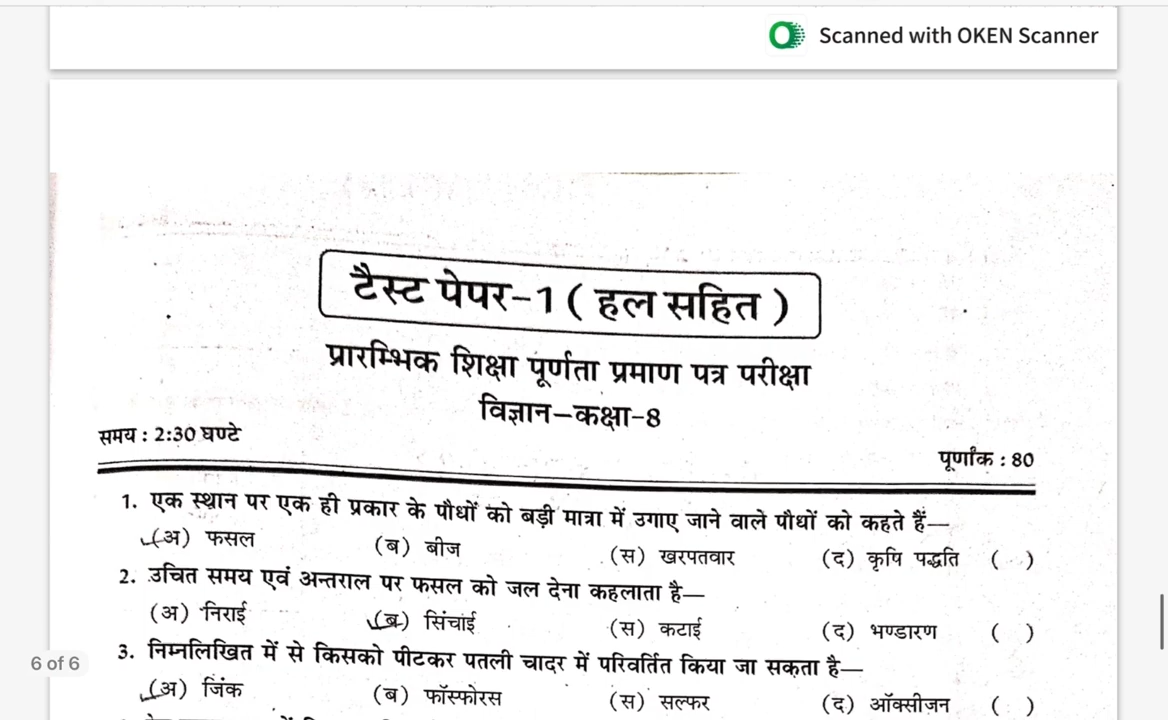 Scanned with OKEN Scanner
टैस्ट पेपर-1 ( हल सहित )
प्रारम्भिक शिक्षा पूर्णता प्रमाण पत्र परीक्षा
विज्ञान–कक्षा-8
समय : 2:30 घण्टे
पूर्णांक : 80
1. एक स्थान पर एक ही प्रकार के पौधों को बड़ी मात्रा में उगाए जाने वाले पौधों को कहते हैं—
(अ) फसल (ब) बीज (स) खरपतवार (द) कृषि पद्धति ( )
2. उचित समय एवं अन्तराल पर फसल को जल देना कहलाता है—
(अ) निराई (ब) सिंचाई (स) कटाई (द) भण्डारण ( )
3. निम्नलिखित में से किसको पीटकर पतली चादर में परिवर्तित किया जा सकता है—
6 of 6
(अ) जिंक (ब) फॉस्फोरस (स) सल्फर (द) ऑक्सीजन ( )